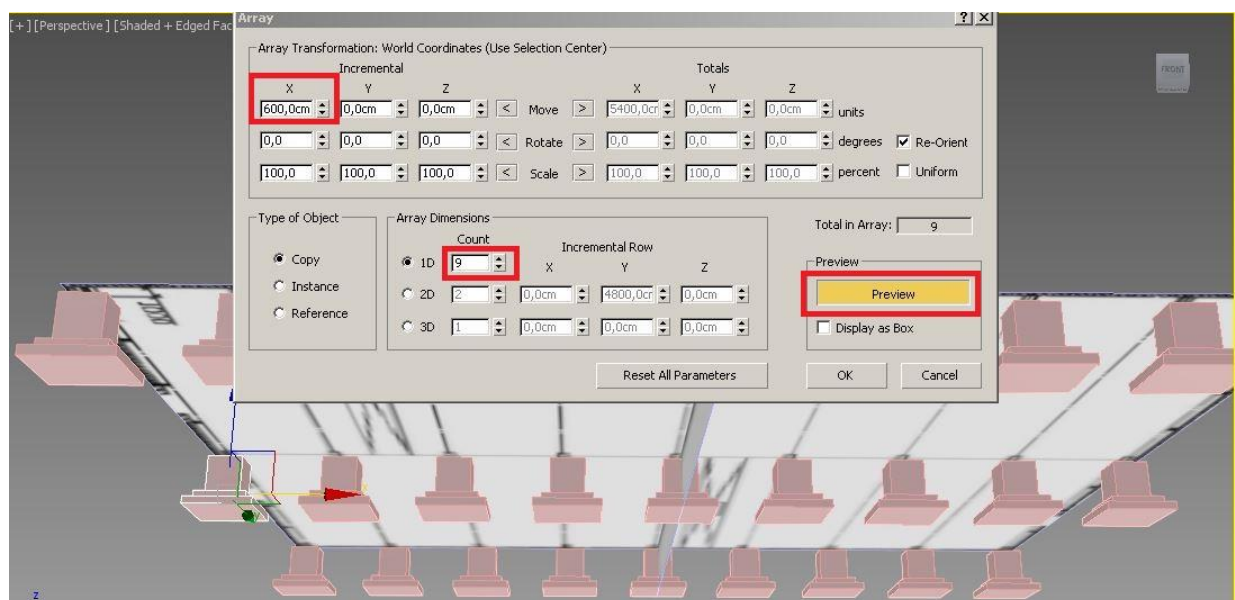 [+] [Perspective] [Shaded + Edged Fac
Array
FRONT
Array Transformation: World Coordinates (Use Selection Center)
Incremental Totals
X Y Z X Y Z
600,0cm 0,0cm 0,0cm < Move > 5400,0cr 0,0cm 0,0cm units
0,0 0,0 0,0 < Rotate > 0,0 0,0 0,0 degrees Re-Orient
100,0 100,0 100,0 < Scale > 100,0 100,0 100,0 percent Uniform
Type of Object
Copy
Instance
Reference
Array Dimensions
Count
Incremental Row
X Y Z
1D 9
2D 2 0,0cm 4800,0cr 0,0cm
3D 1 0,0cm 0,0cm 0,0cm
Total in Array: 9
Preview
Preview
Display as Box
Reset All Parameters OK Cancel
x
z